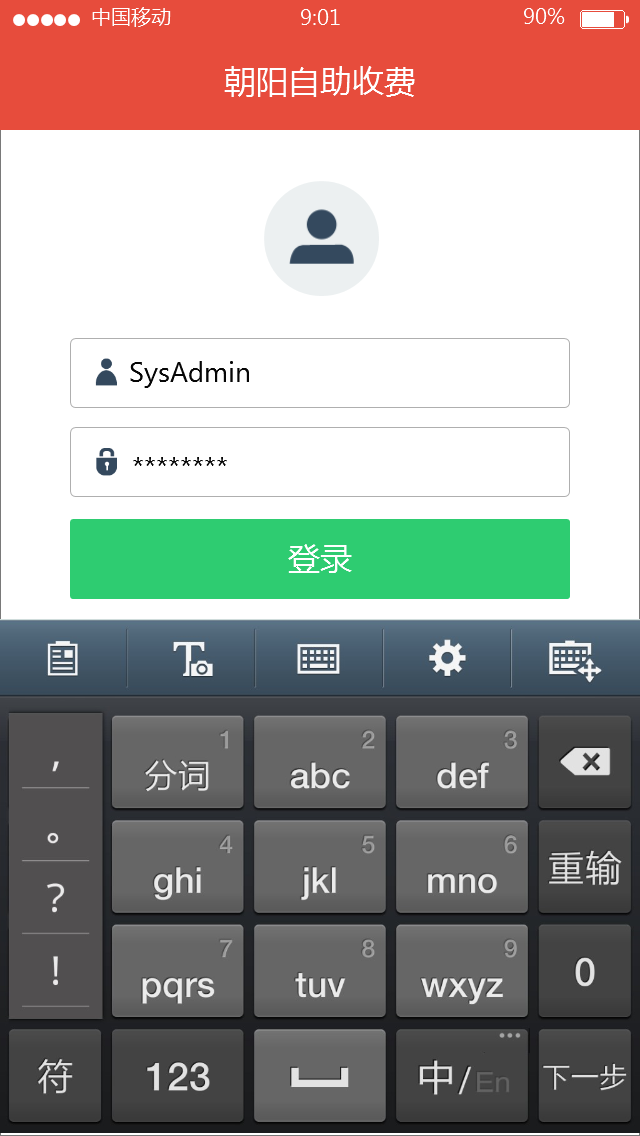 中国移动 9:01 90%
朝阳自助收费
SysAdmin
********
登录
T
, 1 分词 2 abc 3 def
。 4 ghi 5 jkl 6 mno 重输
? 7 pqrs 8 tuv 9 wxyz 0
!
符 123 中/En 下一步